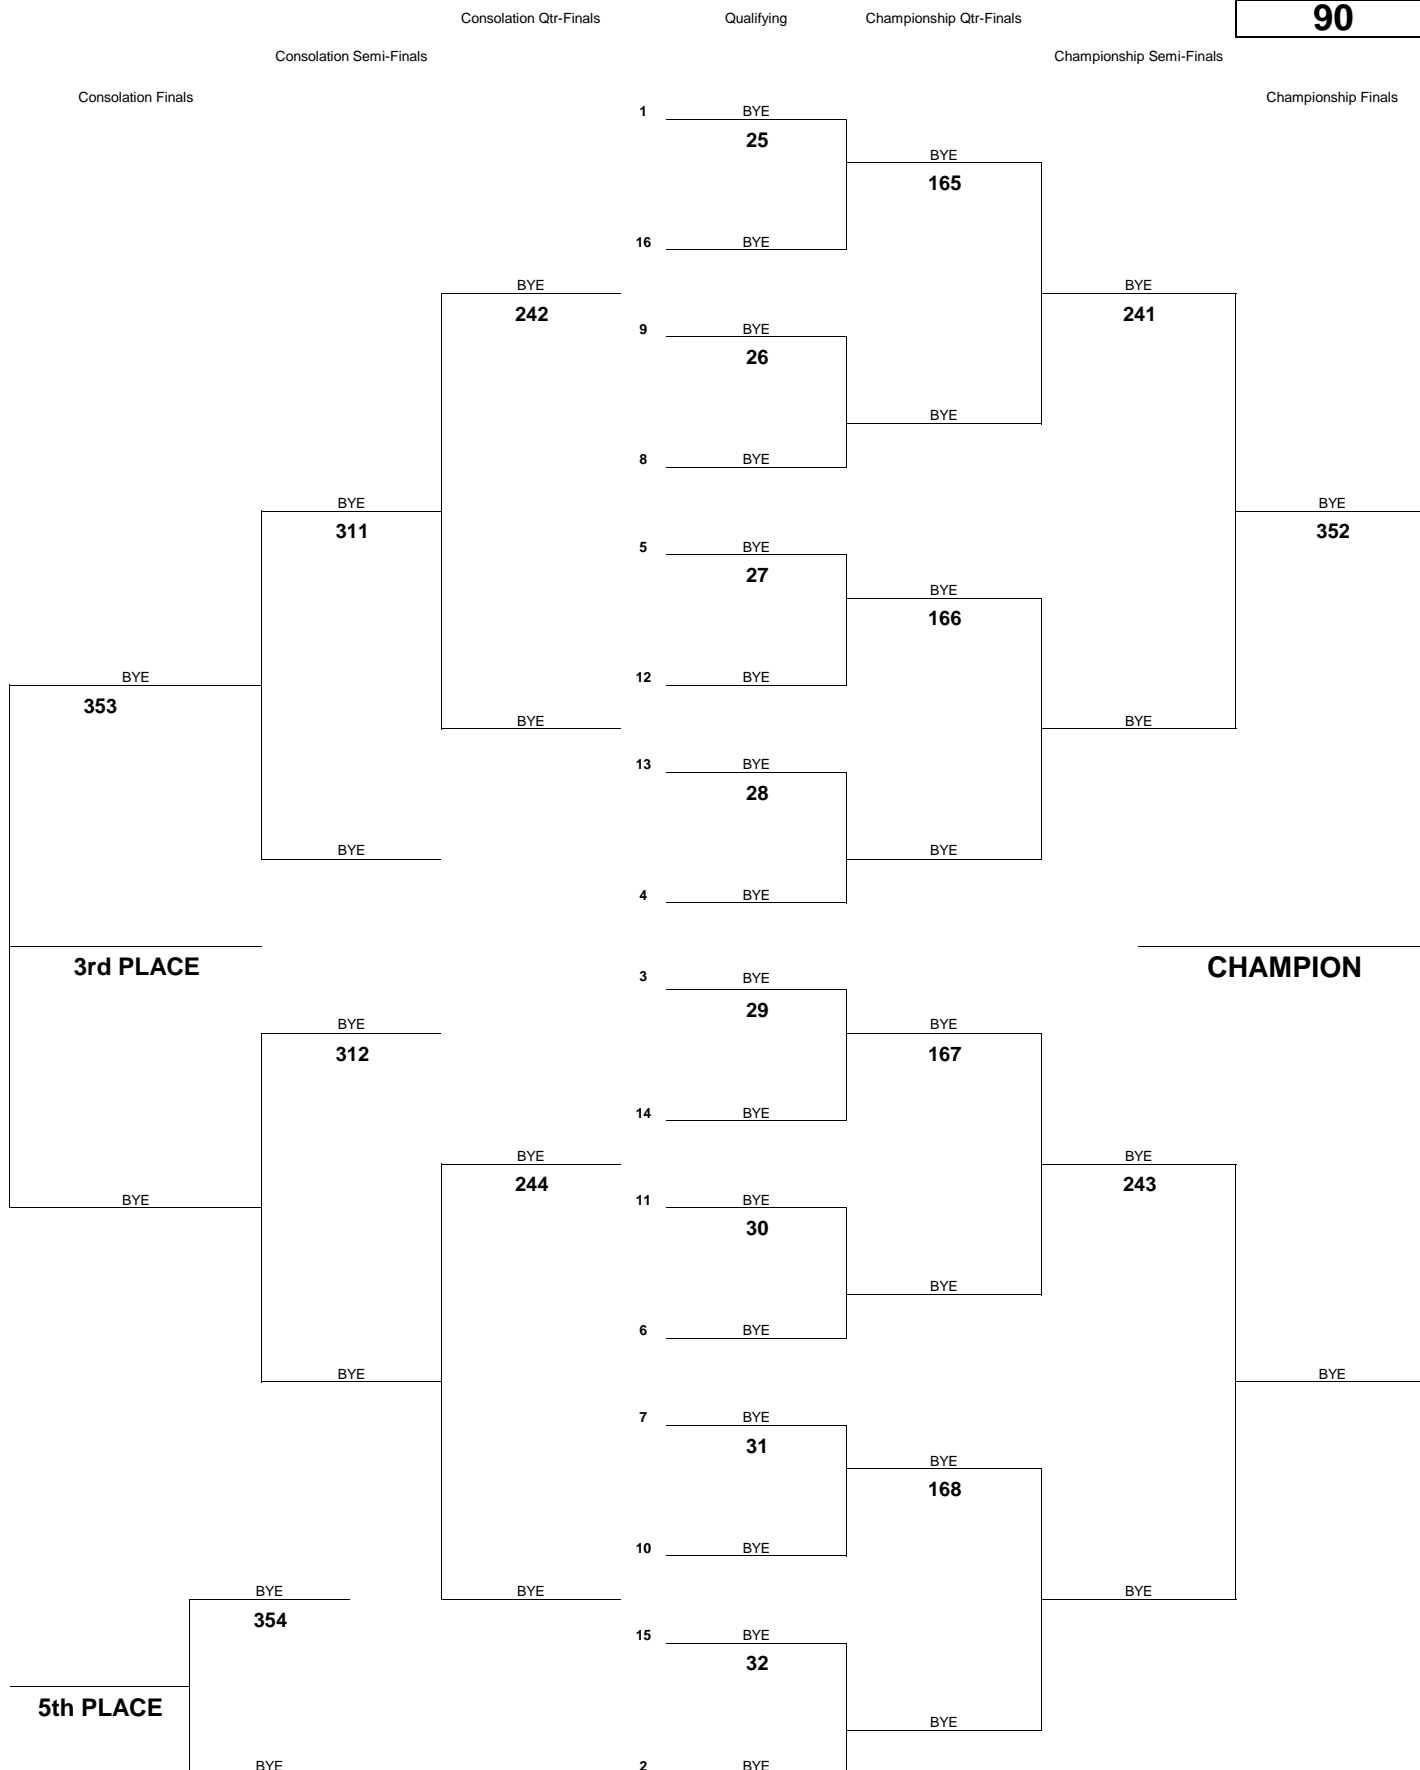 Consolation Qtr-Finals Qualifying Championship Qtr-Finals 90
Consolation Semi-Finals Championship Semi-Finals
Consolation Finals Championship Finals
1 BYE
25
BYE
165
16 BYE
BYE BYE
242 241
9 BYE
26
BYE
8 BYE
BYE BYE
311 352
5 BYE
27
BYE
166
12 BYE
BYE
353
BYE BYE
13 BYE
28
BYE BYE
4 BYE
3rd PLACE CHAMPION
3 BYE
29
BYE BYE
312 167
14 BYE
BYE BYE
244 243
BYE 11 BYE
30
BYE
6 BYE
BYE BYE
7 BYE
31
BYE
168
10 BYE
BYE BYE BYE
354
15 BYE
32
5th PLACE
BYE
BYE 2 BYE